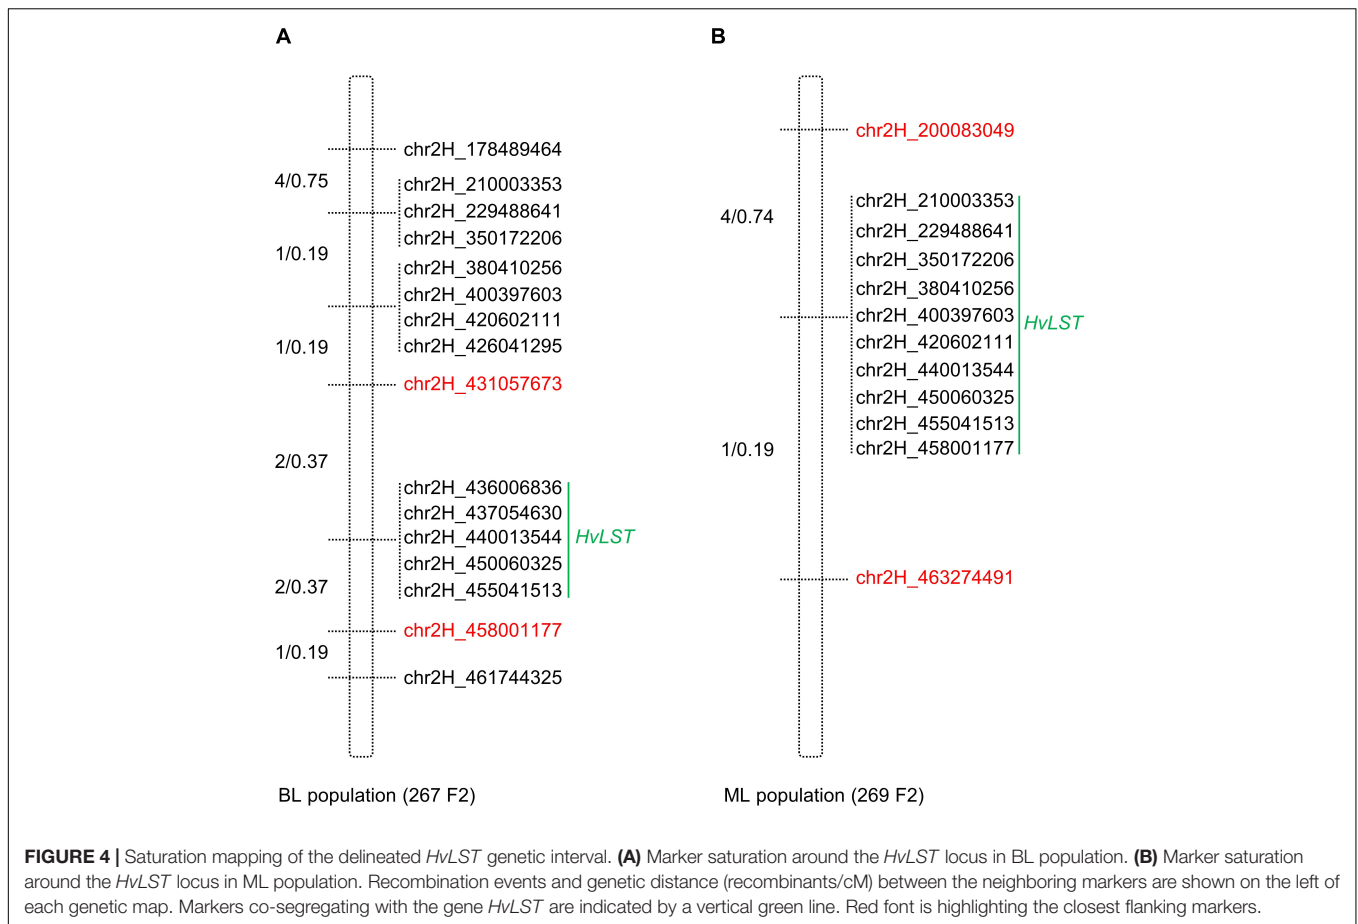 A
chr2H_178489464
4/0.75
chr2H_210003353
chr2H_229488641
chr2H_350172206
1/0.19
chr2H_380410256
chr2H_400397603
chr2H_420602111
chr2H_426041295
1/0.19
chr2H_431057673
2/0.37
chr2H_436006836
chr2H_437054630
chr2H_440013544
chr2H_450060325
chr2H_455041513
HvLST
2/0.37
chr2H_458001177
1/0.19
chr2H_461744325
BL population (267 F2)
B
chr2H_200083049
4/0.74
chr2H_210003353
chr2H_229488641
chr2H_350172206
chr2H_380410256
chr2H_400397603
chr2H_420602111
chr2H_440013544
chr2H_450060325
chr2H_455041513
chr2H_458001177
HvLST
1/0.19
chr2H_463274491
ML population (269 F2)
FIGURE 4 | Saturation mapping of the delineated HvLST genetic interval. (A) Marker saturation around the HvLST locus in BL population. (B) Marker saturation
around the HvLST locus in ML population. Recombination events and genetic distance (recombinants/cM) between the neighboring markers are shown on the left of
each genetic map. Markers co-segregating with the gene HvLST are indicated by a vertical green line. Red font is highlighting the closest flanking markers.